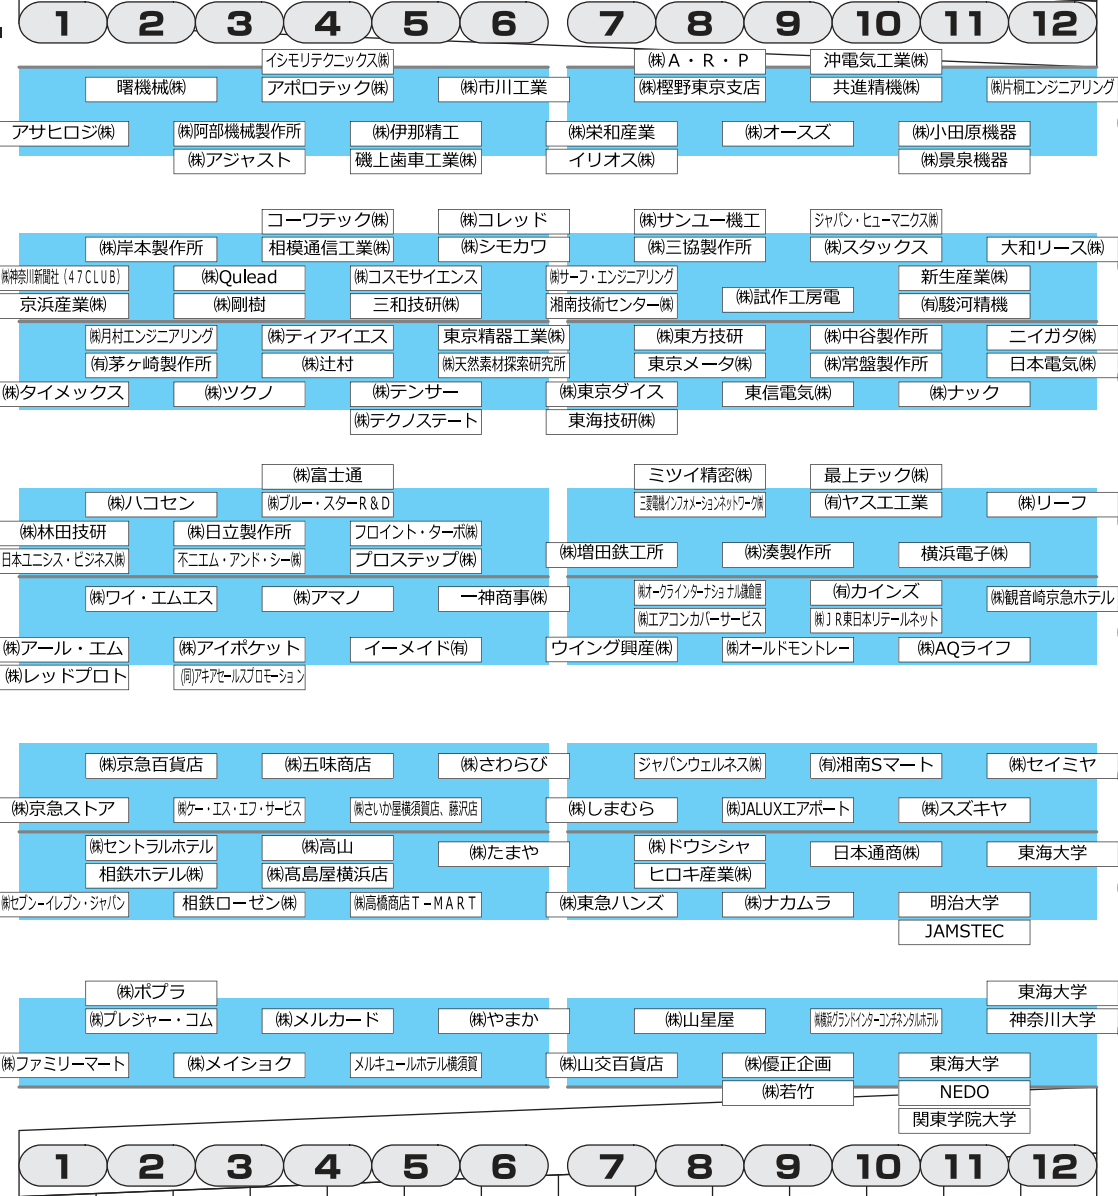 1 2 3 4 5 6 7 8 9 10 11 12
イシモリテクニックス㈱ ㈱A・R・P 沖電気工業㈱
曙機械㈱ アポロテック㈱ ㈱市川工業 ㈱樫野東京支店 共進精機㈱ ㈱片桐エンジニアリング
アサヒロジ㈱ ㈱阿部機械製作所 ㈱伊那精工 ㈱栄和産業 ㈱オースズ ㈱小田原機器
㈱アジャスト 磯上歯車工業㈱ イリオス㈱ ㈱景泉機器
コーワテック㈱ ㈱コレッド ㈱サンユー機工 ジャパン・ヒューマニクス㈱
㈱岸本製作所 相模通信工業㈱ ㈱シモカワ ㈱三協製作所 ㈱スタックス 大和リース㈱
㈱神奈川新聞社(47CLUB) ㈱Qulead ㈱コスモサイエンス ㈱サーフ・エンジニアリング 新生産業㈱
京浜産業㈱ ㈱剛樹 三和技研㈱ 湘南技術センター㈱ ㈱試作工房電 ㈲駿河精機
㈱月村エンジニアリング ㈱ティアイエス 東京精器工業㈱ ㈱東方技研 ㈱中谷製作所 ニイガタ㈱
㈲茅ヶ崎製作所 ㈱辻村 ㈱天然素材探索研究所 東京メータ㈱ ㈱常盤製作所 日本電気㈱
㈱タイメックス ㈱ツクノ ㈱テンサー ㈱東京ダイス 東信電気㈱ ㈱ナック
㈱テクノステート 東海技研㈱
㈱富士通 ミツイ精密㈱ 最上テック㈱
㈱ハコセン ㈱ブルー・スターR&D 三菱電機インフォメーションネットワーク㈱ ㈲ヤスエ工業 ㈱リーフ
㈱林田技研 ㈱日立製作所 フロイント・ターボ㈱
日本ユニシス・ビジネス㈱ 不二エム・アンド・シー㈱ プロステップ㈱ ㈱増田鉄工所 ㈱湊製作所 横浜電子㈱
㈱ワイ・エムエス ㈱アマノ 一神商事㈱ ㈱オークラインターナショナル鎌倉屋 ㈲カインズ ㈱観音崎京急ホテル
㈱エアコンカバーサービス ㈱JR東日本リテールネット
㈱アール・エム ㈱アイポケット イーメイド㈲ ウイング興産㈱ ㈱オールドモントレー ㈱AQライフ
㈱レッドプロト (同)アキアセールスプロモーション
㈱京急百貨店 ㈱五味商店 ㈱さわらび ジャパンウェルネス㈱ ㈲湘南Sマート ㈱セイミヤ
㈱京急ストア ㈱ケー・エス・エフ・サービス ㈱さいか屋横須賀店、藤沢店 ㈱しまむら ㈱JALUXエアポート ㈱スズキヤ
㈱セントラルホテル ㈱高山 ㈱たまや ㈱ドウシシャ 日本通商㈱ 東海大学
相鉄ホテル㈱ ㈱髙島屋横浜店 ヒロキ産業㈱
㈱セブン-イレブン・ジャパン 相鉄ローゼン㈱ ㈱高橋商店T-MART ㈱東急ハンズ ㈱ナカムラ 明治大学
JAMSTEC
㈱ポプラ 東海大学
㈱プレジャー・コム ㈱メルカード ㈱やまか ㈱山星屋 ㈱横浜グランドインターコンチネンタルホテル 神奈川大学
㈱ファミリーマート ㈱メイショク メルキュールホテル横須賀 ㈱山交百貨店 ㈱優正企画 東海大学
㈱若竹 NEDO
関東学院大学
1 2 3 4 5 6 7 8 9 10 11 12